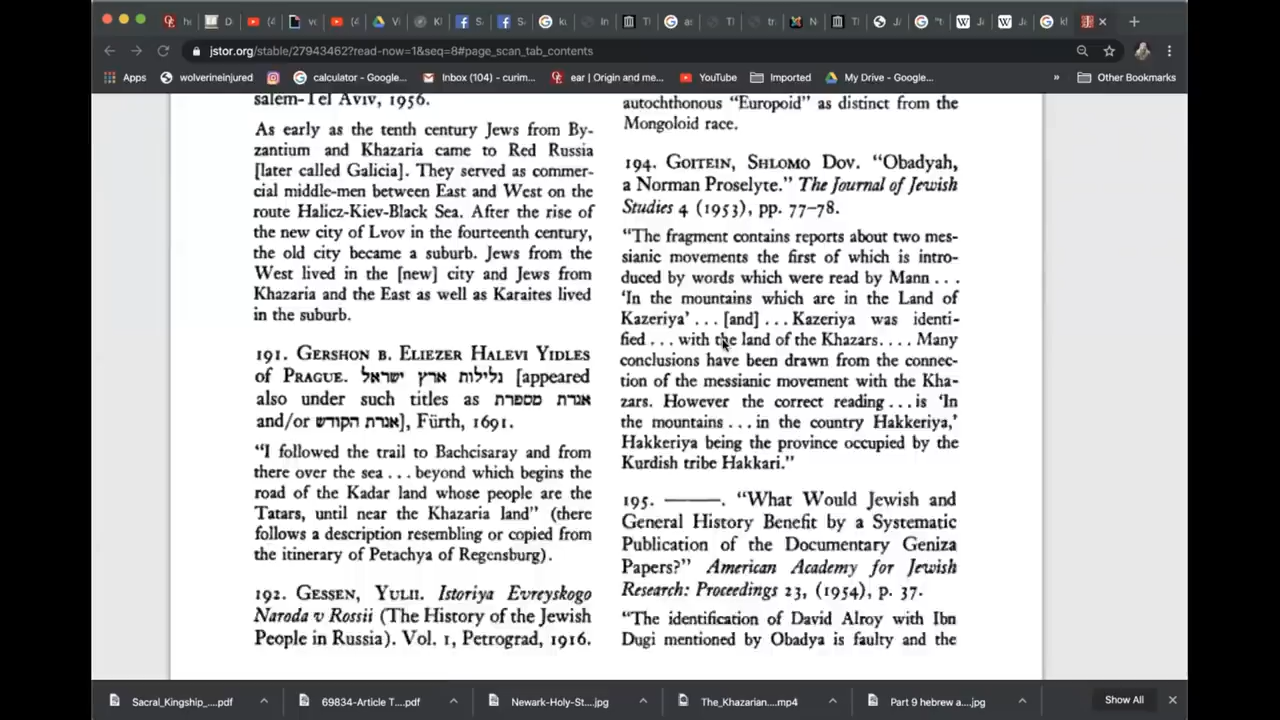 jstor.org/stable/27943462?read-now=1&seq=8#page_scan_tab_contents
Apps
wolverineinjured
calculator - Google...
Inbox (104) - curim...
ear | Origin and me...
YouTube
Imported
My Drive - Google...
»
Other Bookmarks
salem-Tel Aviv, 1956.
As early as the tenth century Jews from By-
zantium and Khazaria came to Red Russia
[later called Galicia]. They served as commer-
cial middle-men between East and West on the
route Halicz-Kiev-Black Sea. After the rise of
the new city of Lvov in the fourteenth century,
the old city became a suburb. Jews from the
West lived in the [new] city and Jews from
Khazaria and the East as well as Karaites lived
in the suburb.
191. GERSHON B. ELIEZER HALEVI YIDLES
of PRAGUE. גלילות ארץ ישראל [appeared
also under such titles as אגרת מספרת
and/or אגרת הקודש], Fürth, 1691.
"I followed the trail to Bachcisaray and from
there over the sea ... beyond which begins the
road of the Kadar land whose people are the
Tatars, until near the Khazaria land" (there
follows a description resembling or copied from
the itinerary of Petachya of Regensburg).
192. GESSEN, YULII. Istoriya Evreyskogo
Naroda v Rossii (The History of the Jewish
People in Russia). Vol. 1, Petrograd, 1916.
autochthonous "Europoid" as distinct from the
Mongoloid race.
194. GOITEIN, SHLOMO DOV. "Obadyah,
a Norman Proselyte." The Journal of Jewish
Studies 4 (1953), pp. 77–78.
"The fragment contains reports about two mes-
sianic movements the first of which is intro-
duced by words which were read by Mann ...
'In the mountains which are in the Land of
Kazeriya' ... [and] ... Kazeriya was identi-
fied ... with the land of the Khazars. ... Many
conclusions have been drawn from the connec-
tion of the messianic movement with the Kha-
zars. However the correct reading ... is 'In
the mountains ... in the country Hakkeriya,'
Hakkeriya being the province occupied by the
Kurdish tribe Hakkari."
195. ———. "What Would Jewish and
General History Benefit by a Systematic
Publication of the Documentary Geniza
Papers?" American Academy for Jewish
Research: Proceedings 23, (1954), p. 37.
"The identification of David Alroy with Ibn
Dugi mentioned by Obadya is faulty and the
Sacral_Kingship_....pdf
69834-Article T....pdf
Newark-Holy-St....jpg
The_Khazarian....mp4
Part 9 hebrew a....jpg
Show All